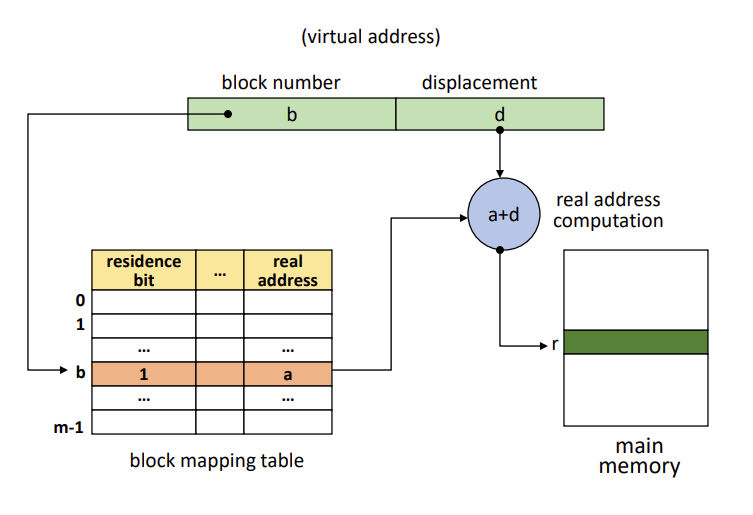 (virtual address)
block number
displacement
b
d
a+d
real address
computation
residence
bit
...
real
address
0
1
...
...
b
1
a
...
...
m-1
block mapping table
r
main
memory